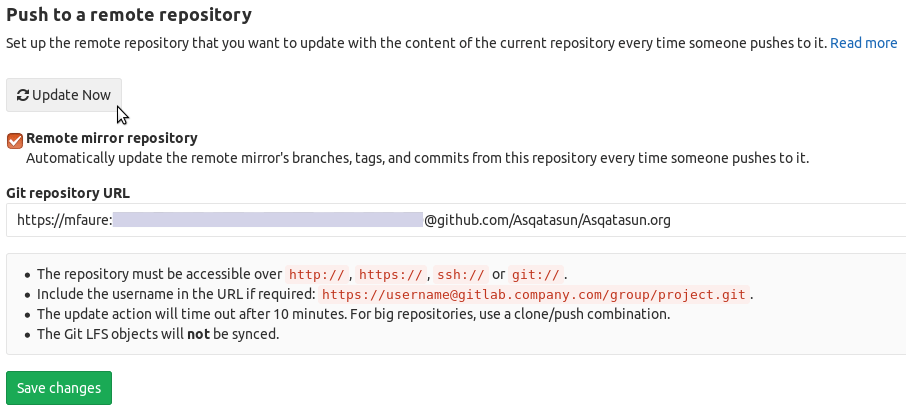 Push to a remote repository
Set up the remote repository that you want to update with the content of the current repository every time someone pushes to it. Read more
Update Now
Remote mirror repository
Automatically update the remote mirror's branches, tags, and commits from this repository every time someone pushes to it.
Git repository URL
https://mfaure:@github.com/Asqatasun/Asqatasun.org
• The repository must be accessible over http://, https://, ssh:// or git://.
• Include the username in the URL if required: https://username@gitlab.company.com/group/project.git.
• The update action will time out after 10 minutes. For big repositories, use a clone/push combination.
• The Git LFS objects will not be synced.
Save changes